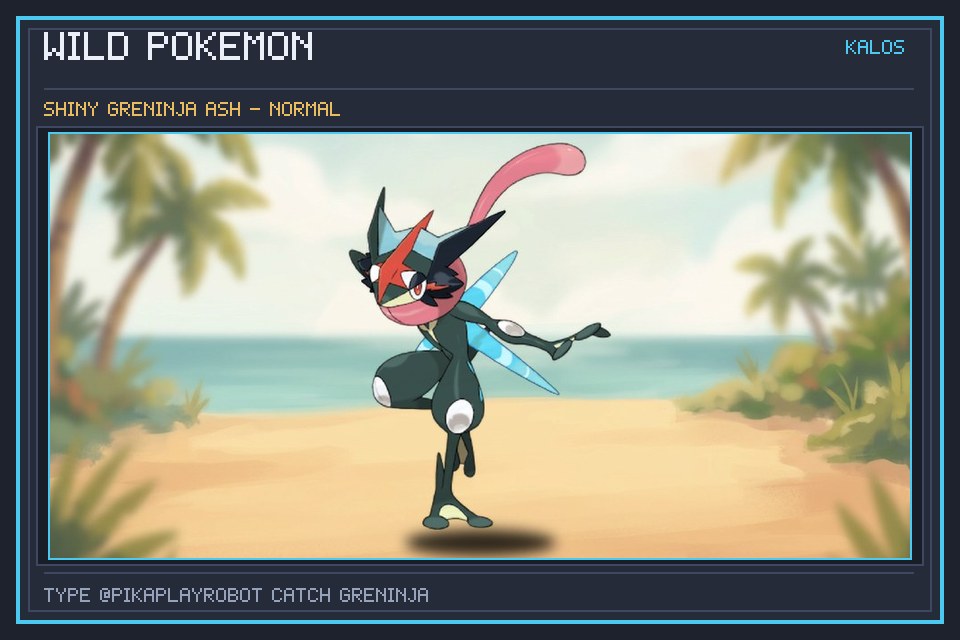 WILD POKEMON
KALOS
SHINY GRENINJA ASH - NORMAL
TYPE @PIKAPLAYROBOT CATCH GRENINJA